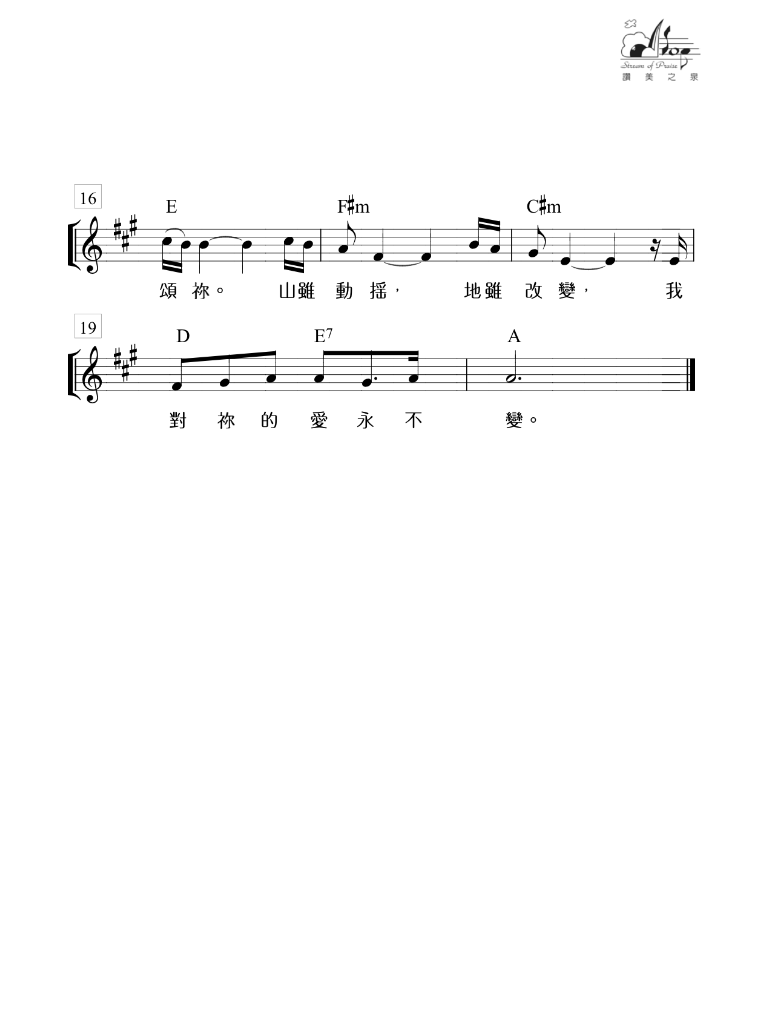 Stream of Praise
讚美之泉
16
E F♯m C♯m
頌 祢。 山雖 動 搖， 地雖 改 變， 我
19
D E7 A
對 祢 的 愛 永 不 變。